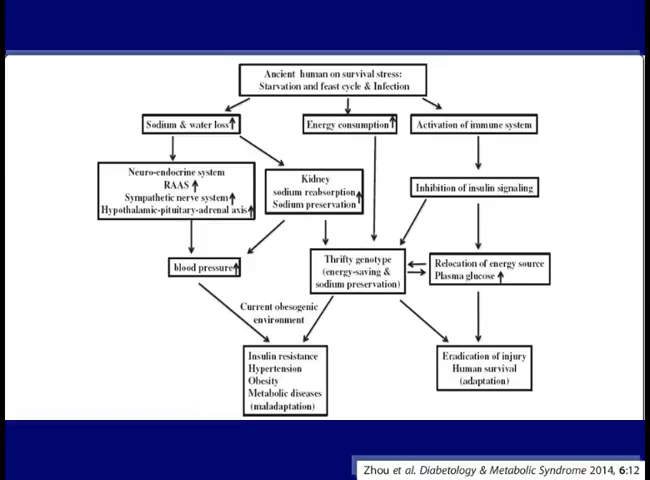 Ancient human on survival stress:
Starvation and feast cycle & Infection
Sodium & water loss↑
Energy consumption↑
Activation of immune system
Neuro-endocrine system
RAAS ↑
Sympathetic nerve system↑
Hypothalamic-pituitary-adrenal axis↑
Kidney
sodium reabsorption↑
Sodium preservation↑
Inhibition of insulin signaling
blood pressure↑
Thrifty genotype
(energy-saving &
sodium preservation)
Relocation of energy source
Plasma glucose ↑
Current obesogenic
environment
Insulin resistance
Hypertension
Obesity
Metabolic diseases
(maladaptation)
Eradication of injury
Human survival
(adaptation)
Zhou et al. Diabetology & Metabolic Syndrome 2014, 6:12